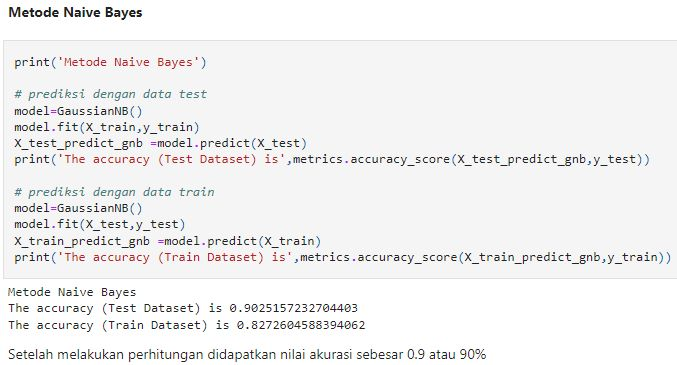 Metode Naive Bayes
print('Metode Naive Bayes')
# prediksi dengan data test
model=GaussianNB()
model.fit(X_train,y_train)
X_test_predict_gnb =model.predict(X_test)
print('The accuracy (Test Dataset) is',metrics.accuracy_score(X_test_predict_gnb,y_test))
# prediksi dengan data train
model=GaussianNB()
model.fit(X_test,y_test)
X_train_predict_gnb =model.predict(X_train)
print('The accuracy (Train Dataset) is',metrics.accuracy_score(X_train_predict_gnb,y_train))
Metode Naive Bayes
The accuracy (Test Dataset) is 0.9025157232704403
The accuracy (Train Dataset) is 0.8272604588394062
Setelah melakukan perhitungan didapatkan nilai akurasi sebesar 0.9 atau 90%